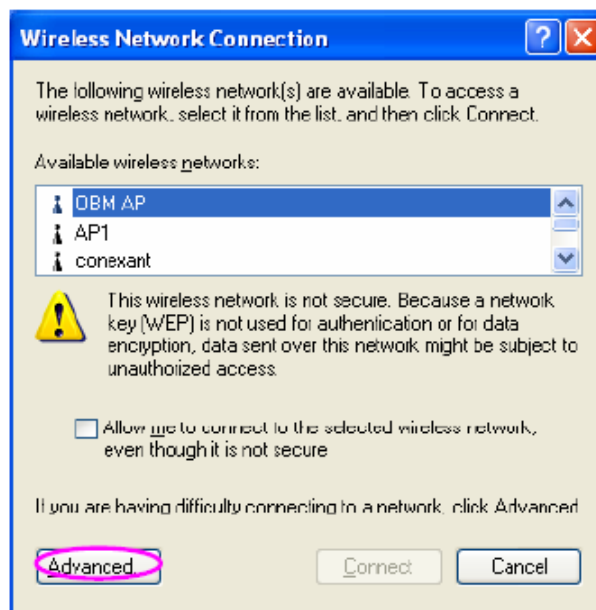 Wireless Network Connection
The following wireless network(s) are available. To access a
wireless network, select it from the list, and then click Connect.
Available wireless networks:
OBM AP
AP1
conexant
This wireless network is not secure. Because a network
key (WEP) is not used for authentication or for data
encryption, data sent over this network might be subject to
unauthorized access.
Allow me to connect to the selected wireless network,
even though it is not secure
If you are having difficulty connecting to a network, click Advanced
Advanced...
Connect
Cancel